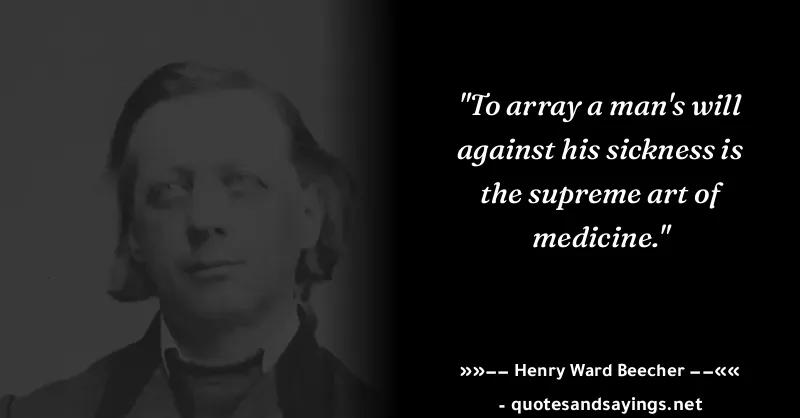 "To array a man's will
against his sickness is
the supreme art of
medicine."
»»−− Henry Ward Beecher −−««
- quotesandsayings.net